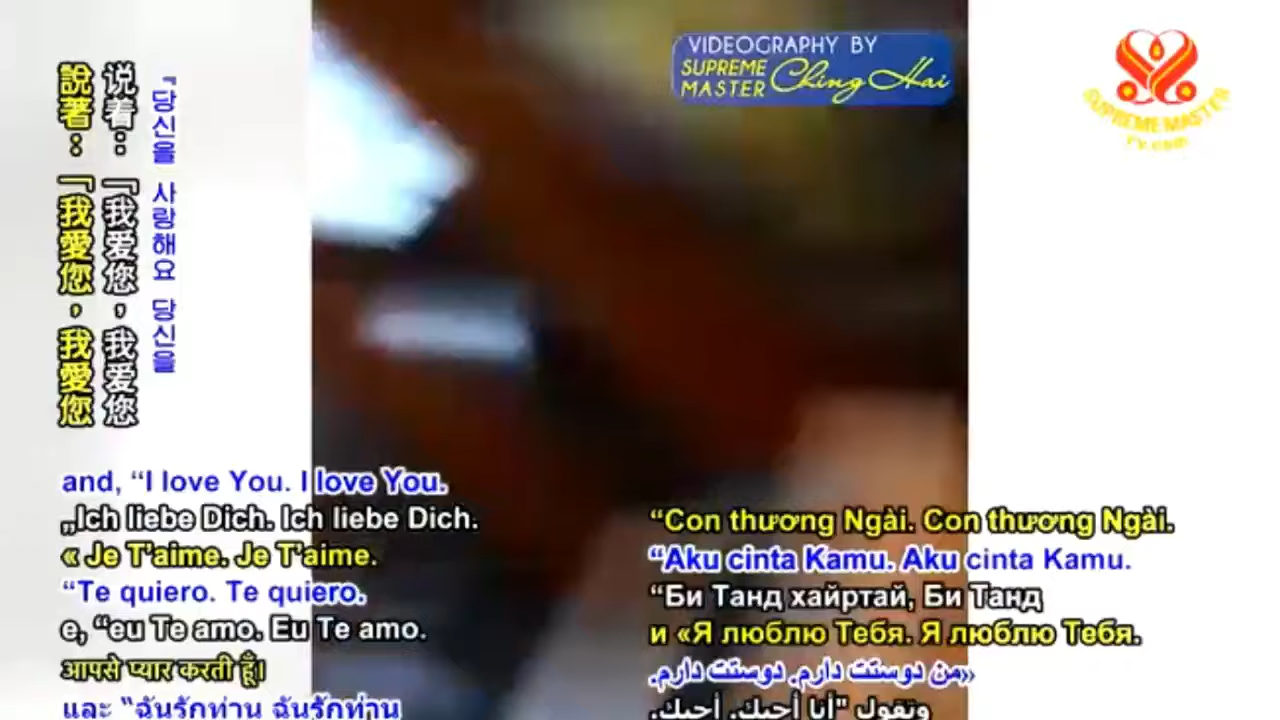 VIDEOGRAPHY BY
SUPREME MASTER Ching Hai
SUPREME MASTER
TV.com
說著：「我愛您，我愛您
说着：「我爱您，我爱您
『당신을 사랑해요 당신을
and, “I love You. I love You.
„Ich liebe Dich. Ich liebe Dich.
« Je T’aime. Je T’aime.
“Te quiero. Te quiero.
e, “eu Te amo. Eu Te amo.
आपसे प्यार करती हूँ।
และ “ฉันรักท่าน ฉันรักท่าน
“Con thương Ngài. Con thương Ngài.
“Aku cinta Kamu. Aku cinta Kamu.
“Би Танд хайртай, Би Танд
и «Я люблю Тебя. Я люблю Тебя.
«من دوستت دارم. دوستت دارم.
وتقول "أنا أحبك. أحبك.